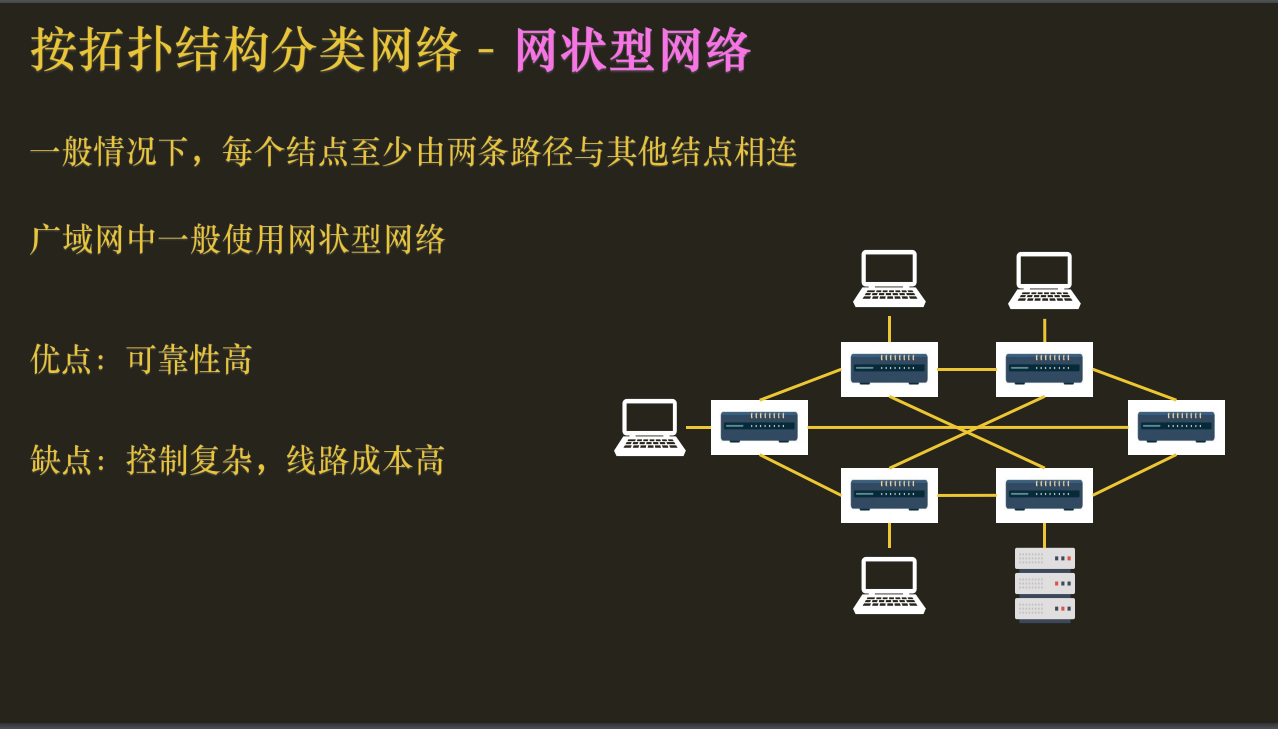 按拓扑结构分类网络 - 网状型网络
一般情况下，每个结点至少由两条路径与其他结点相连
广域网中一般使用网状型网络
优点：可靠性高
缺点：控制复杂，线路成本高